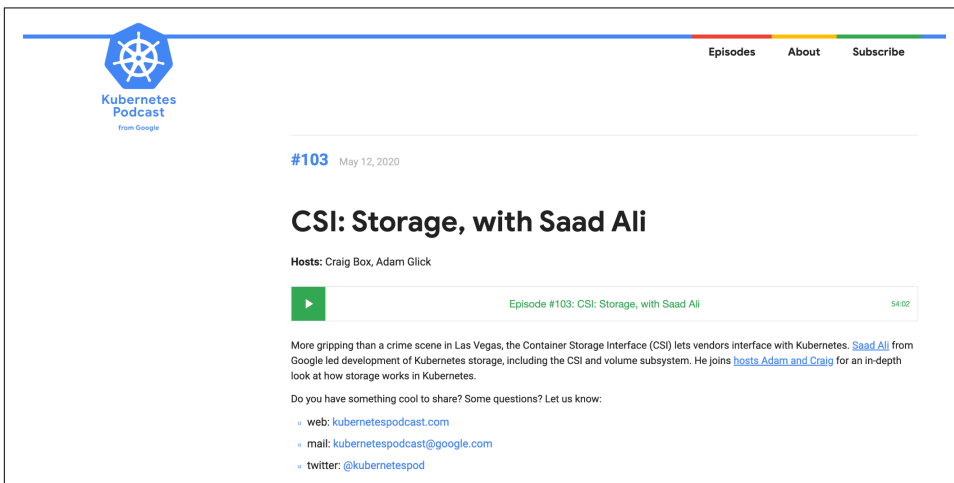 Episodes About Subscribe
Kubernetes
Podcast
from Google
#103 May 12, 2020
CSI: Storage, with Saad Ali
Hosts: Craig Box, Adam Glick
Episode #103: CSI: Storage, with Saad Ali 54:02
More gripping than a crime scene in Las Vegas, the Container Storage Interface (CSI) lets vendors interface with Kubernetes. Saad Ali from
Google led development of Kubernetes storage, including the CSI and volume subsystem. He joins hosts Adam and Craig for an in-depth
look at how storage works in Kubernetes.
Do you have something cool to share? Some questions? Let us know:
web: kubernetespodcast.com
mail: kubernetespodcast@google.com
twitter: @kubernetespod